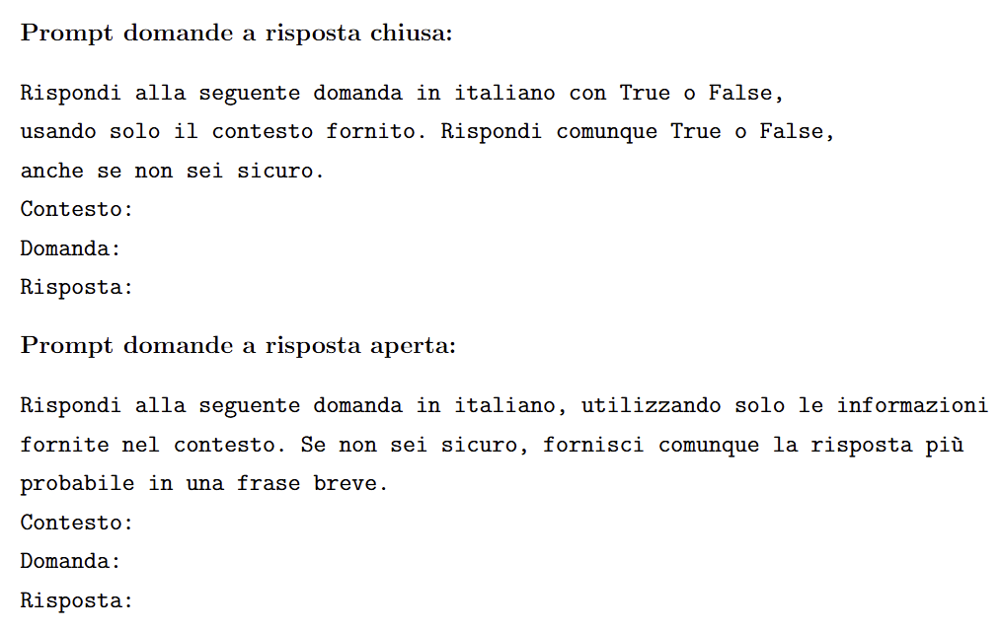 Prompt domande a risposta chiusa:
Rispondi alla seguente domanda in italiano con True o False,
usando solo il contesto fornito. Rispondi comunque True o False,
anche se non sei sicuro.
Contesto:
Domanda:
Risposta:
Prompt domande a risposta aperta:
Rispondi alla seguente domanda in italiano, utilizzando solo le informazioni
fornite nel contesto. Se non sei sicuro, fornisci comunque la risposta più
probabile in una frase breve.
Contesto:
Domanda:
Risposta: